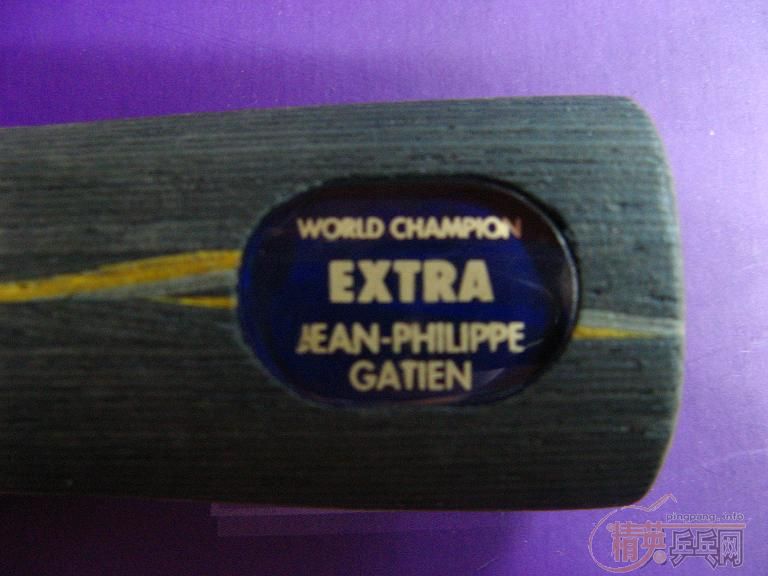 WORLD CHAMPION
EXTRA
JEAN-PHILIPPE
GATIEN
pingpang.info
精英乒乓网